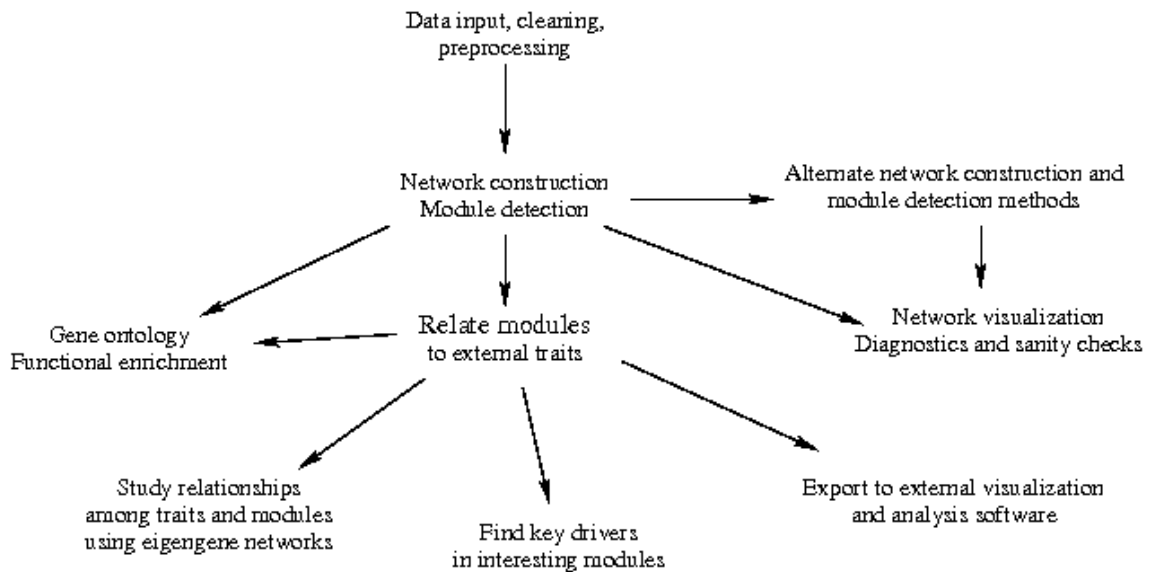 Data input, cleaning,
preprocessing
Network construction
Module detection
Alternate network construction and
module detection methods
Gene ontology
Functional enrichment
Relate modules
to external traits
Network visualization
Diagnostics and sanity checks
Study relationships
among traits and modules
using eigengene networks
Find key drivers
in interesting modules
Export to external visualization
and analysis software